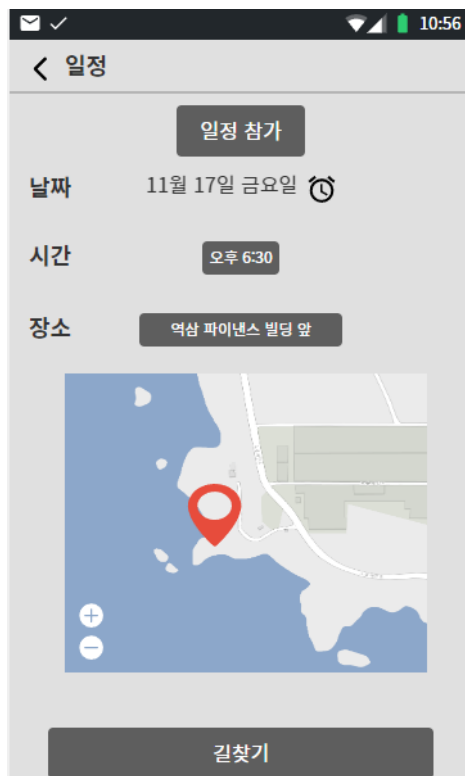 10:56
일정
일정 참가
날짜 11월 17일 금요일
시간 오후 6:30
장소 역삼 파이낸스 빌딩 앞
길찾기